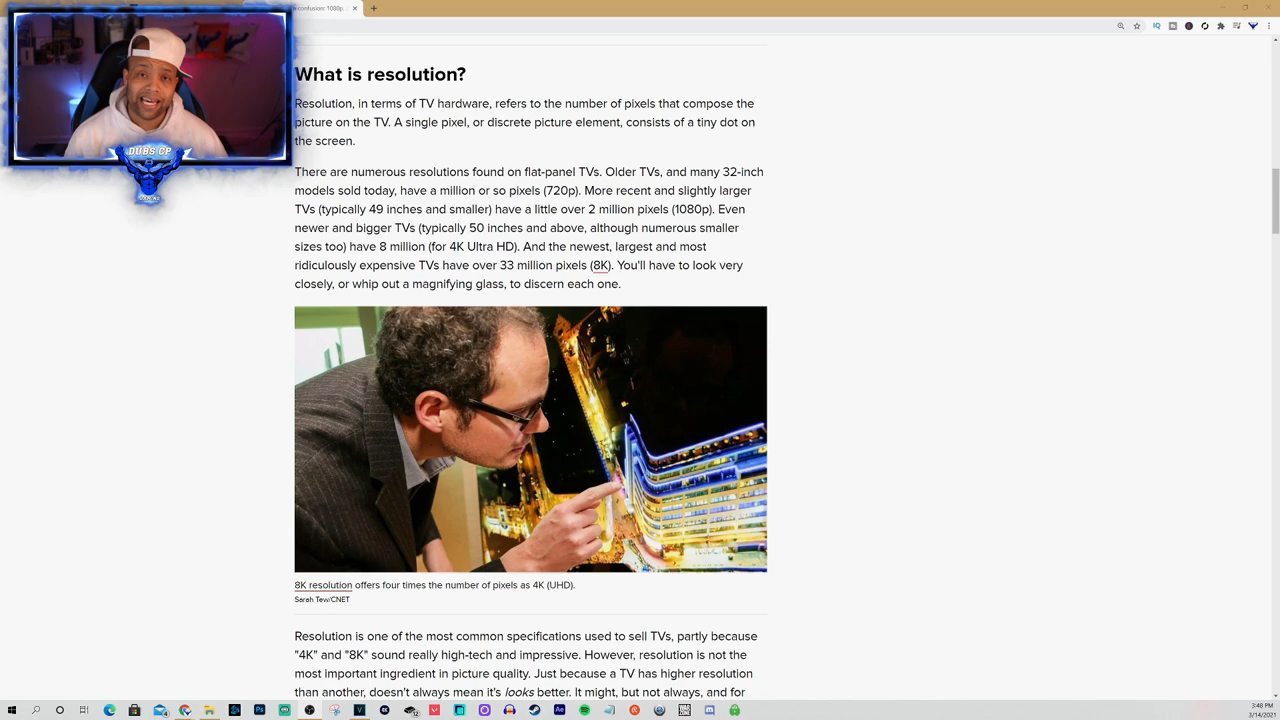 confusion: 1080p.
What is resolution?
Resolution, in terms of TV hardware, refers to the number of pixels that compose the
picture on the TV. A single pixel, or discrete picture element, consists of a tiny dot on
the screen.
There are numerous resolutions found on flat-panel TVs. Older TVs, and many 32-inch
models sold today, have a million or so pixels (720p). More recent and slightly larger
TVs (typically 49 inches and smaller) have a little over 2 million pixels (1080p). Even
newer and bigger TVs (typically 50 inches and above, although numerous smaller
sizes too) have 8 million (for 4K Ultra HD). And the newest, largest and most
ridiculously expensive TVs have over 33 million pixels (8K). You'll have to look very
closely, or whip out a magnifying glass, to discern each one.
DUBS CP
8K resolution offers four times the number of pixels as 4K (UHD).
Sarah Tew/CNET
Resolution is one of the most common specifications used to sell TVs, partly because
"4K" and "8K" sound really high-tech and impressive. However, resolution is not the
most important ingredient in picture quality. Just because a TV has higher resolution
than another, doesn't always mean it's looks better. It might, but not always, and for
3:48 PM
3/14/2021